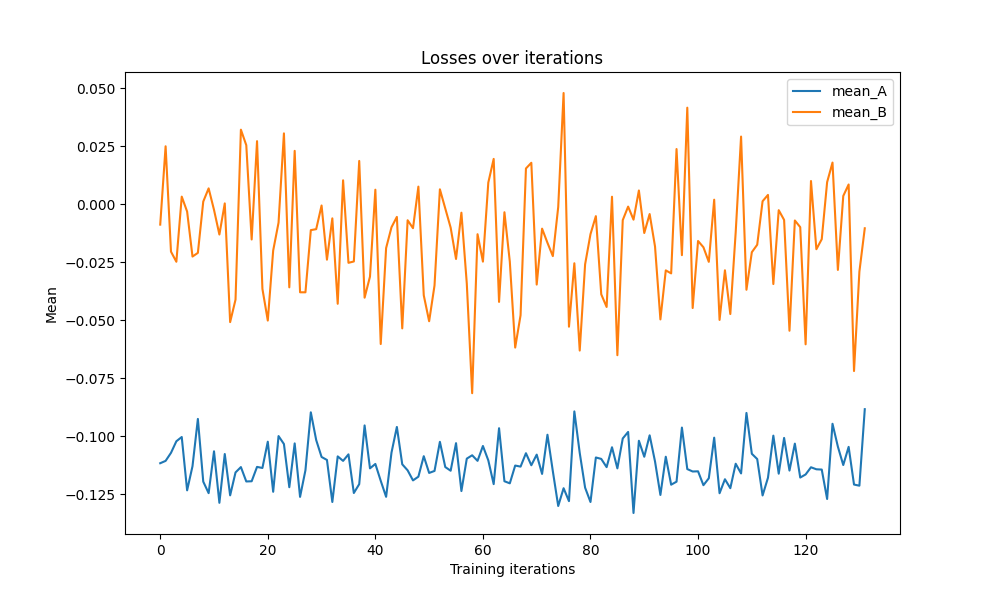 Losses over iterations
mean_A
mean_B
0.050
0.025
0.000
−0.025
−0.050
−0.075
−0.100
−0.125
Mean
0 20 40 60 80 100 120
Training iterations